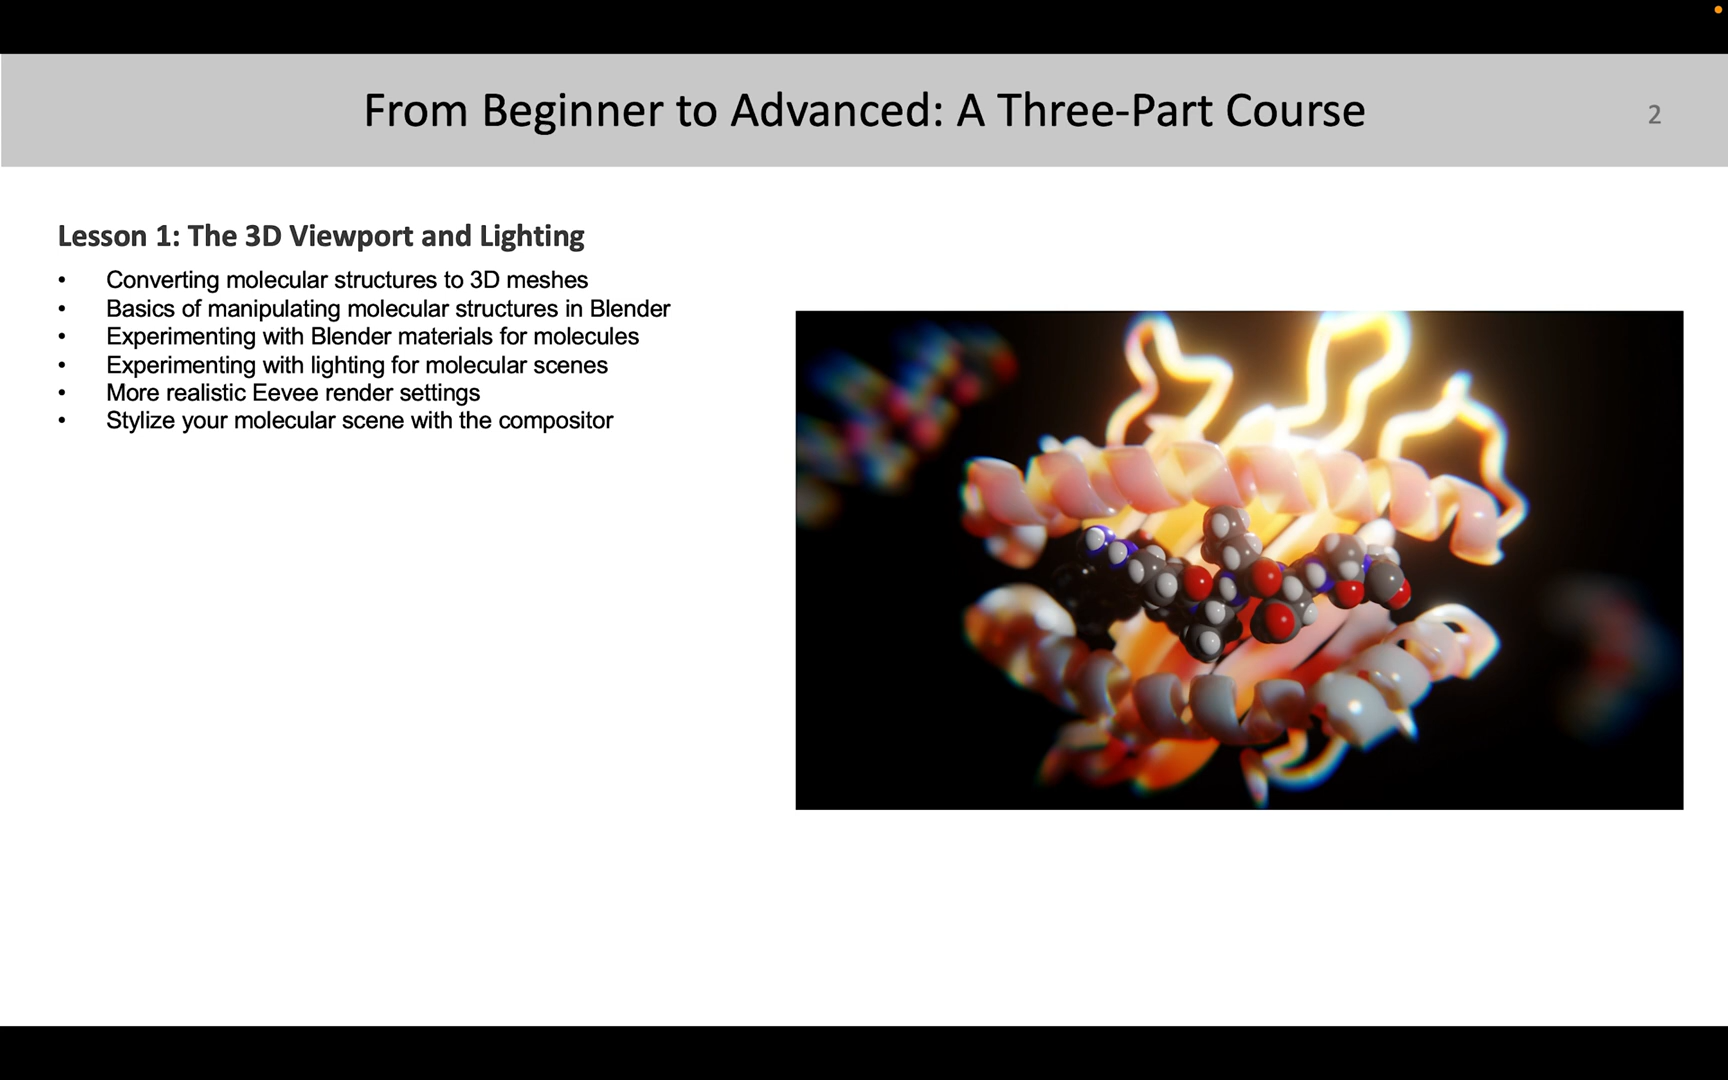 From Beginner to Advanced: A Three-Part Course
2
Lesson 1: The 3D Viewport and Lighting
• Converting molecular structures to 3D meshes
• Basics of manipulating molecular structures in Blender
• Experimenting with Blender materials for molecules
• Experimenting with lighting for molecular scenes
• More realistic Eevee render settings
• Stylize your molecular scene with the compositor